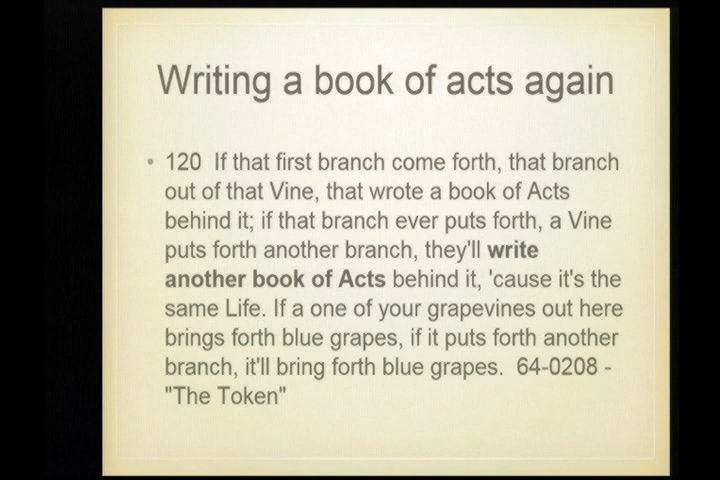 Writing a book of acts again
• 120 If that first branch come forth, that branch
out of that Vine, that wrote a book of Acts
behind it; if that branch ever puts forth, a Vine
puts forth another branch, they'll write
another book of Acts behind it, 'cause it's the
same Life. If a one of your grapevines out here
brings forth blue grapes, if it puts forth another
branch, it'll bring forth blue grapes. 64-0208 -
"The Token"